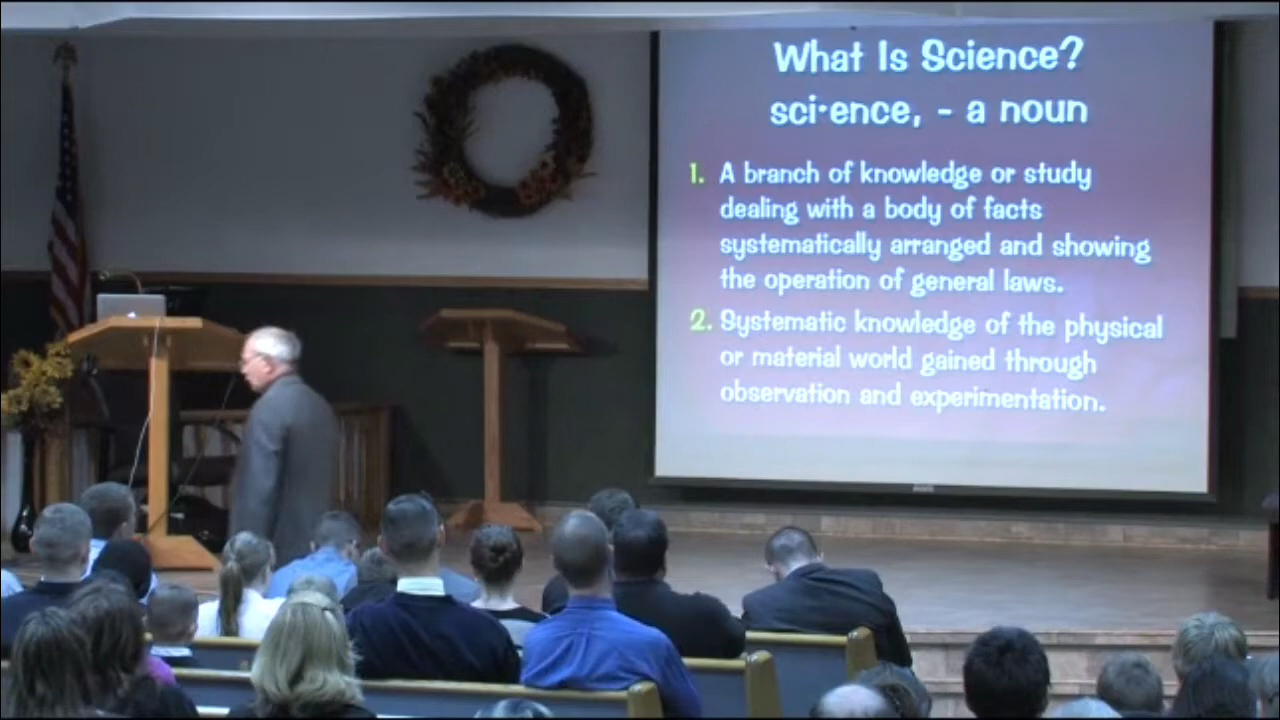 What Is Science?
sci·ence, - a noun
1. A branch of knowledge or study
dealing with a body of facts
systematically arranged and showing
the operation of general laws.
2. Systematic knowledge of the physical
or material world gained through
observation and experimentation.